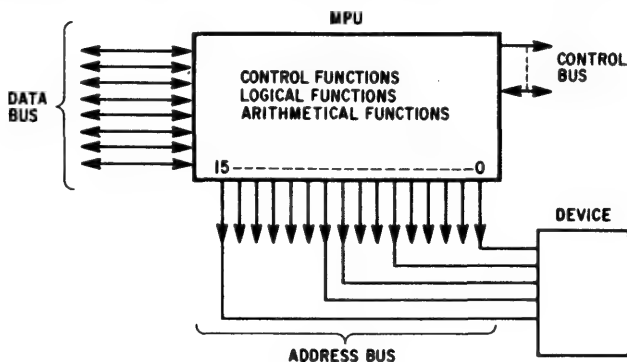 MPU
CONTROL FUNCTIONS
LOGICAL FUNCTIONS
ARITHMETICAL FUNCTIONS
CONTROL
BUS
DATA
BUS
15 0
DEVICE
ADDRESS BUS